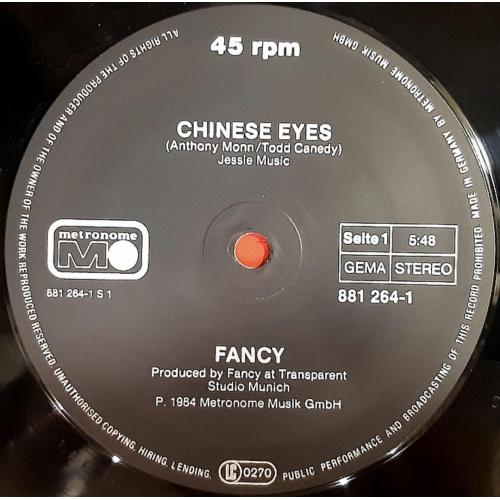 45 rpm
CHINESE EYES
(Anthony Monn/Todd Canedy)
Jessie Music
metronome
881 264-1 S 1
Seite 1 5:48
GEMA STEREO
881 264-1
FANCY
Produced by Fancy at Transparent
Studio Munich
P. 1984 Metronome Musik GmbH
LC 0270
ALL RIGHTS OF THE PRODUCER AND OF THE OWNER OF THE WORK REPRODUCED RESERVED. UNAUTHORISED COPYING, HIRING, LENDING, PUBLIC PERFORMANCE AND BROADCASTING OF THIS RECORD PROHIBITED. MADE IN GERMANY BY METRONOME MUSIK GMBH